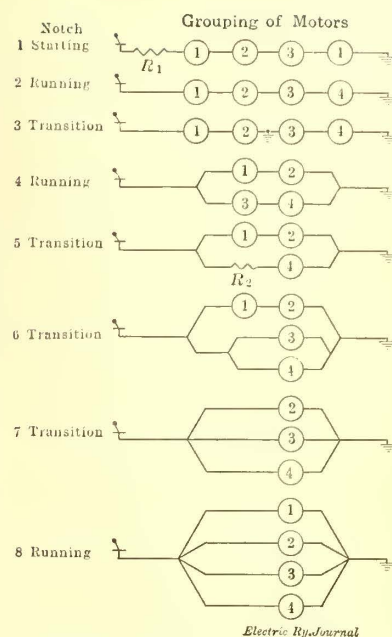 Notch Grouping of Motors
1 Starting R1 1 2 3 4
2 Running 1 2 3 4
3 Transition 1 2 3 4
4 Running 1 2
3 4
5 Transition 1 2
R2 4
6 Transition 1 2
3
4
7 Transition 2
3
4
8 Running 1
2
3
4
Electric Ry.Journal